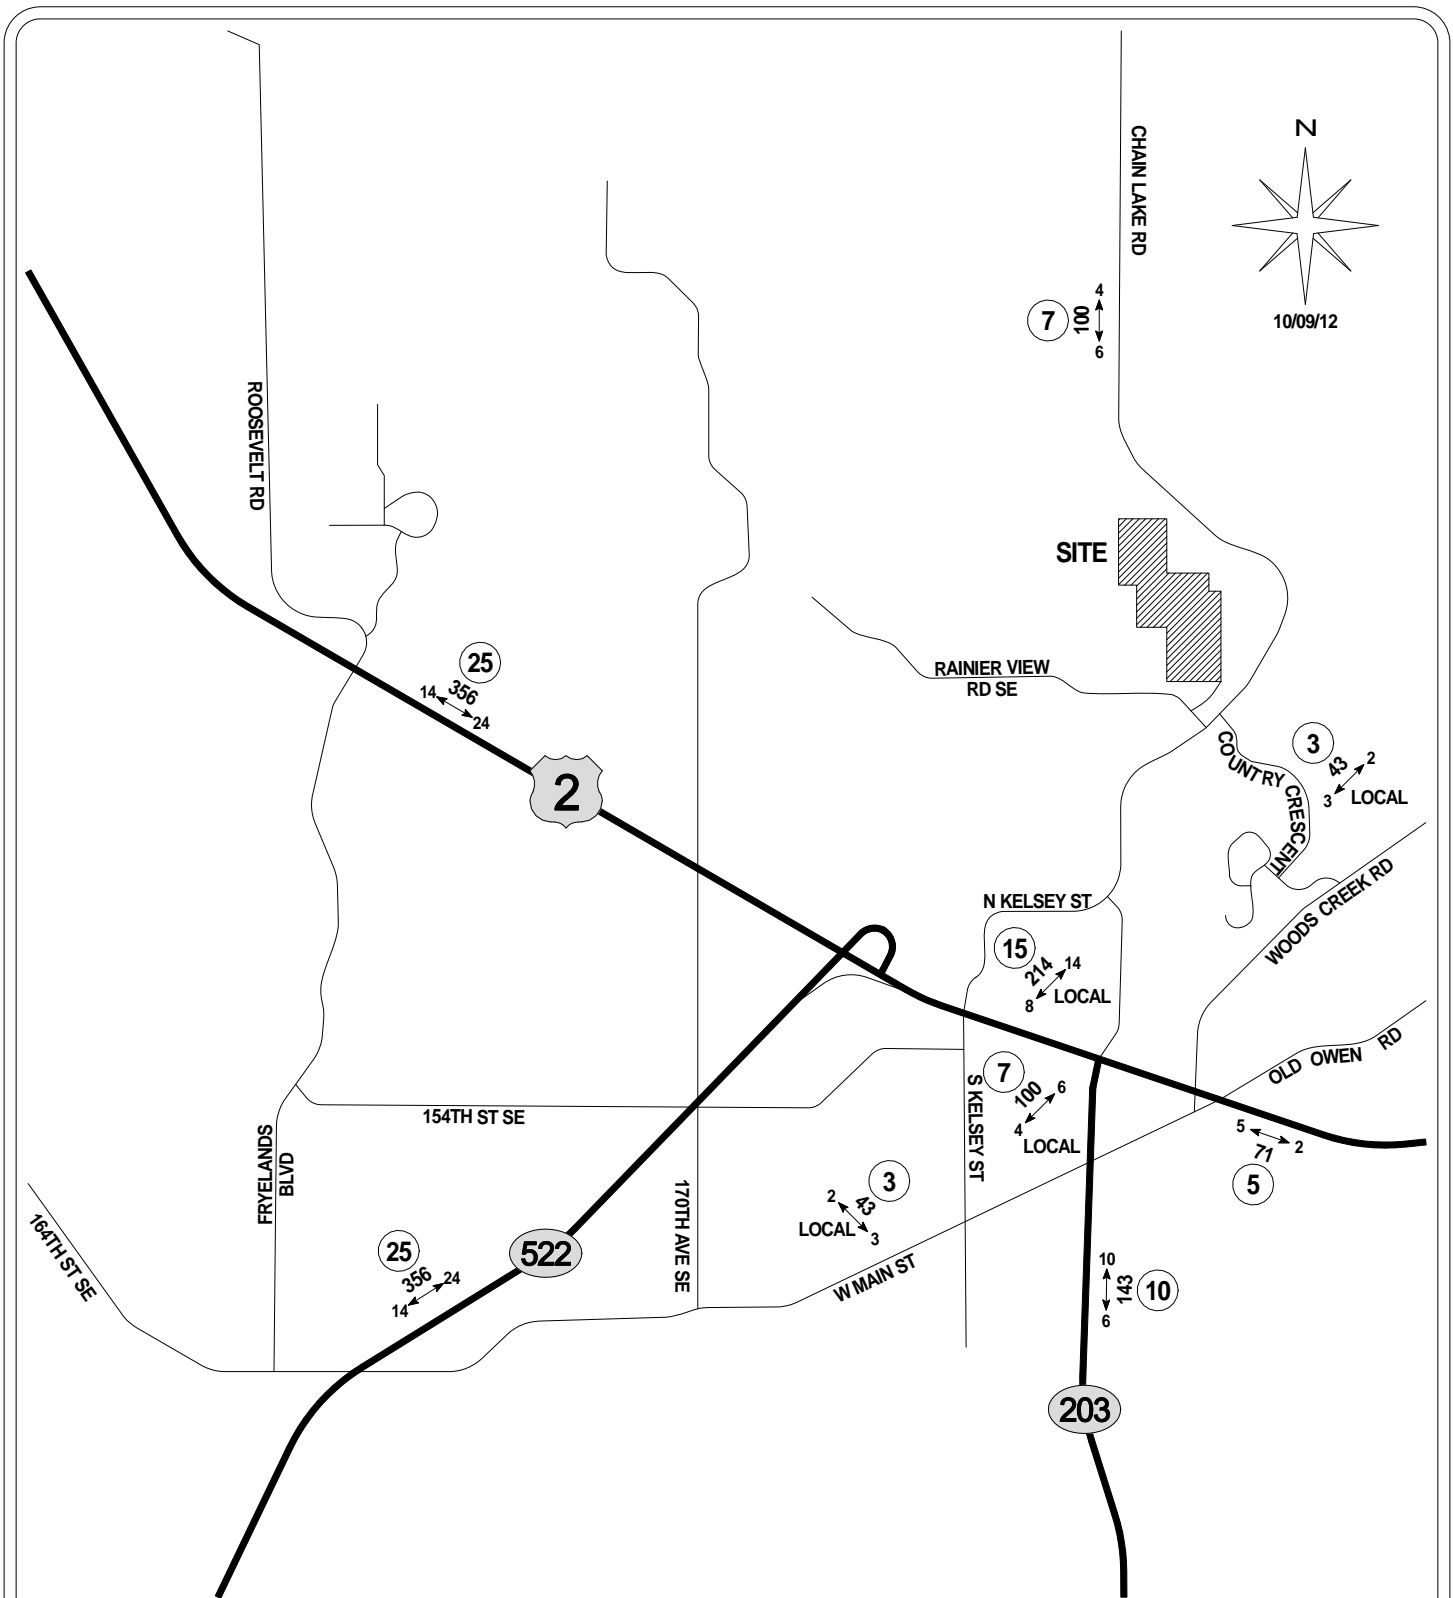 N
10/09/12
CHAIN LAKE RD
4
7
100
6
ROOSEVELT RD
SITE
25
14
356
24
RAINIER VIEW
RD SE
2
COUNTRY CRESCENT
3
43
2
3
LOCAL
WOODS CREEK RD
N KELSEY ST
15
214
14
8
LOCAL
OLD OWEN RD
7
100
6
4
LOCAL
S KELSEY ST
154TH ST SE
FRYELANDS
BLVD
5
2
71
5
170TH AVE SE
3
2
43
LOCAL
3
W MAIN ST
164TH ST SE
25
356
24
14
522
10
143
10
6
203